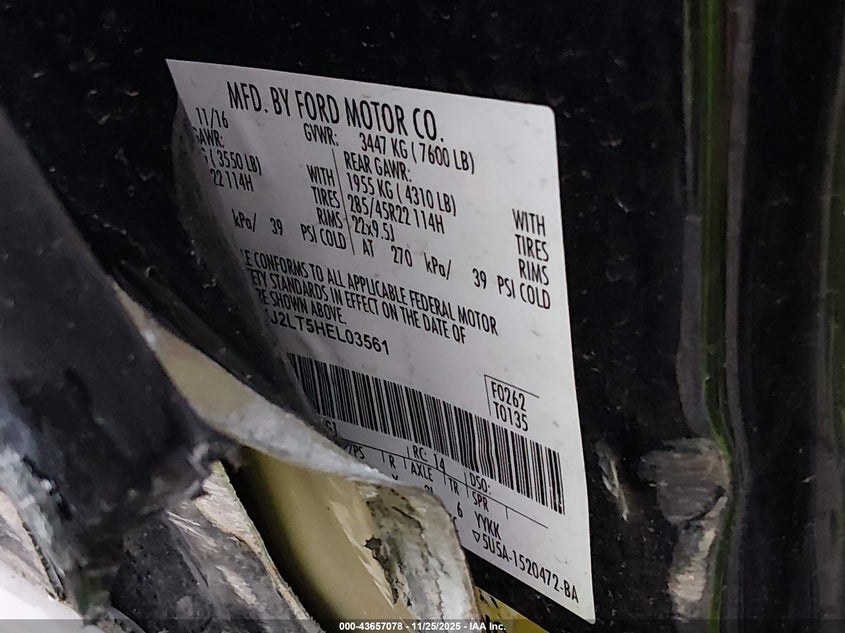 MFD. BY FORD MOTOR CO.
11/16 GVWR: 3447 KG ( 7600 LB)
GAWR: REAR GAWR:
( 3550 LB) WITH 1955 KG ( 4310 LB) WITH
22 114H TIRES 285/45R22 114H TIRES
RIMS 22x9.5J RIMS
kPa/ 39 PSI COLD AT 270 kPa/ 39 PSI COLD
CONFORMS TO ALL APPLICABLE FEDERAL MOTOR
STANDARDS IN EFFECT ON THE DATE OF
SHOWN ABOVE
J2LT5HEL03561
F0262
T0135
RC: 14 DSO:
R AXLE TR SPR
6 YYKK
5U5A-1520472-BA
000-43657078 - 11/25/2025 - IAA Inc.